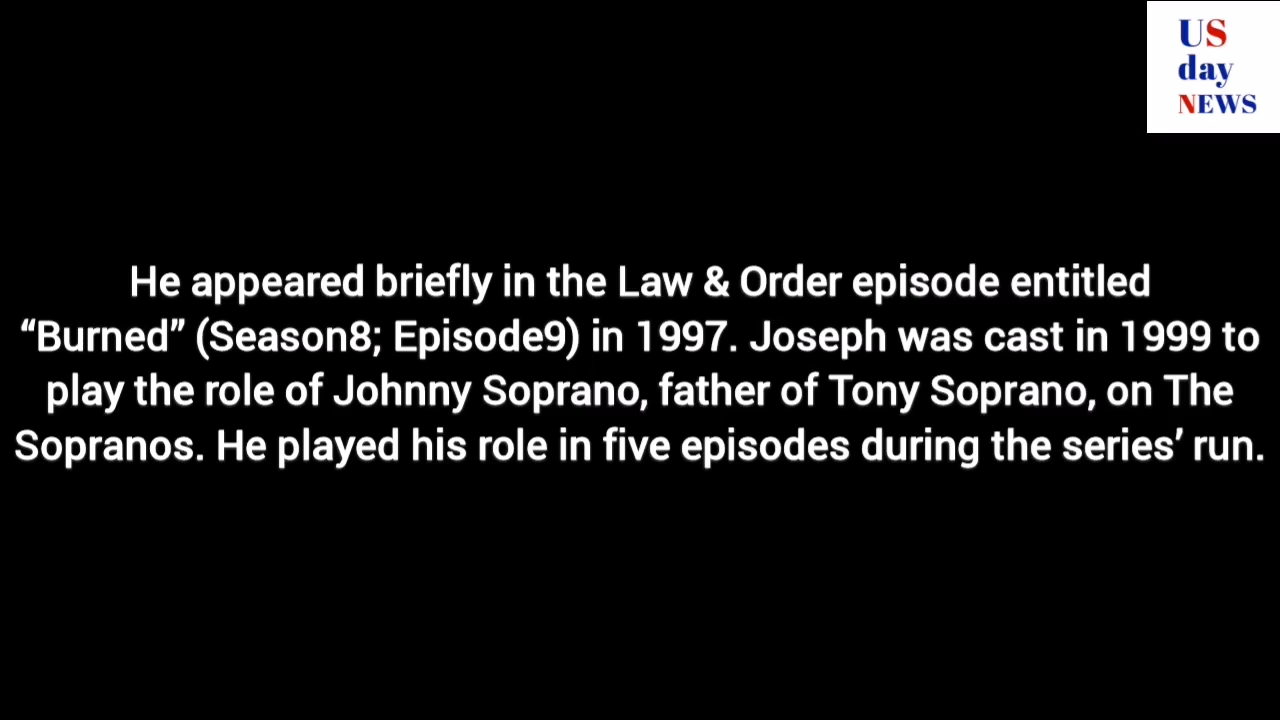 US
day
NEWS
He appeared briefly in the Law & Order episode entitled
“Burned” (Season8; Episode9) in 1997. Joseph was cast in 1999 to
play the role of Johnny Soprano, father of Tony Soprano, on The
Sopranos. He played his role in five episodes during the series’ run.